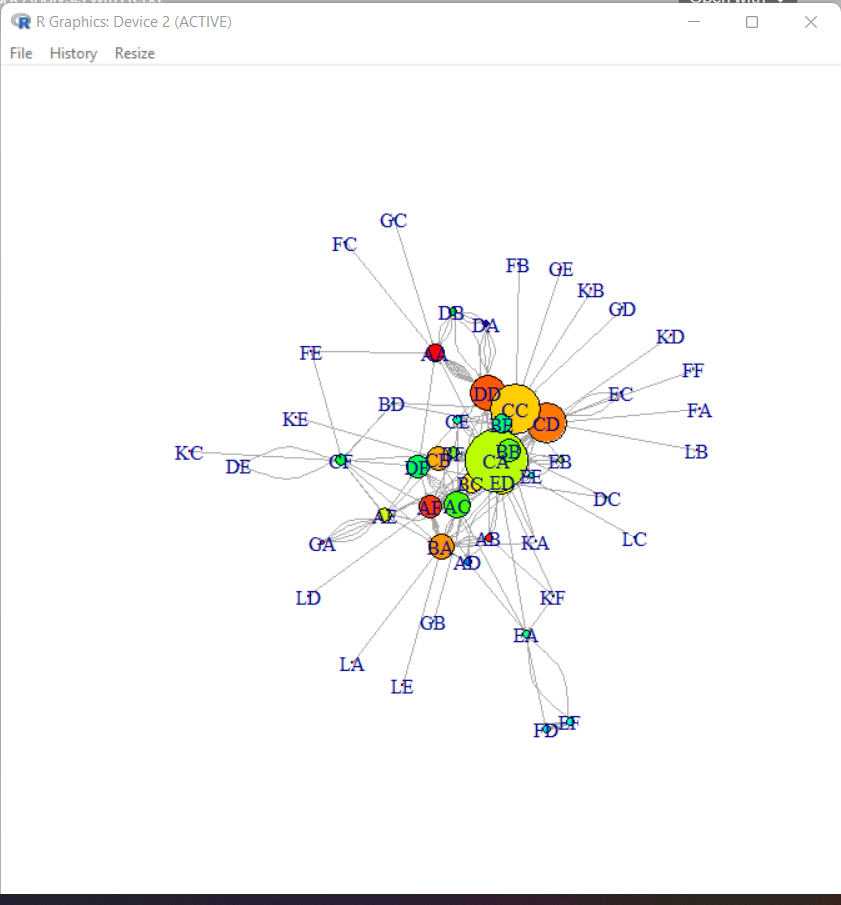 R Graphics: Device 2 (ACTIVE)
File History Resize
GC
FC
FB
GE
KB
GD
DB
DA
KD
FE
AA
FF
EC
DD
BD
CC
FA
KE
CE
BE
CD
KC
BB
LB
CF
CB
BF
CA
EB
DE
DF
EE
BC
ED
DC
AF
AC
AE
LC
GA
BA
AB
KA
AD
LD
KF
GB
EA
LA
LE
EF
FD